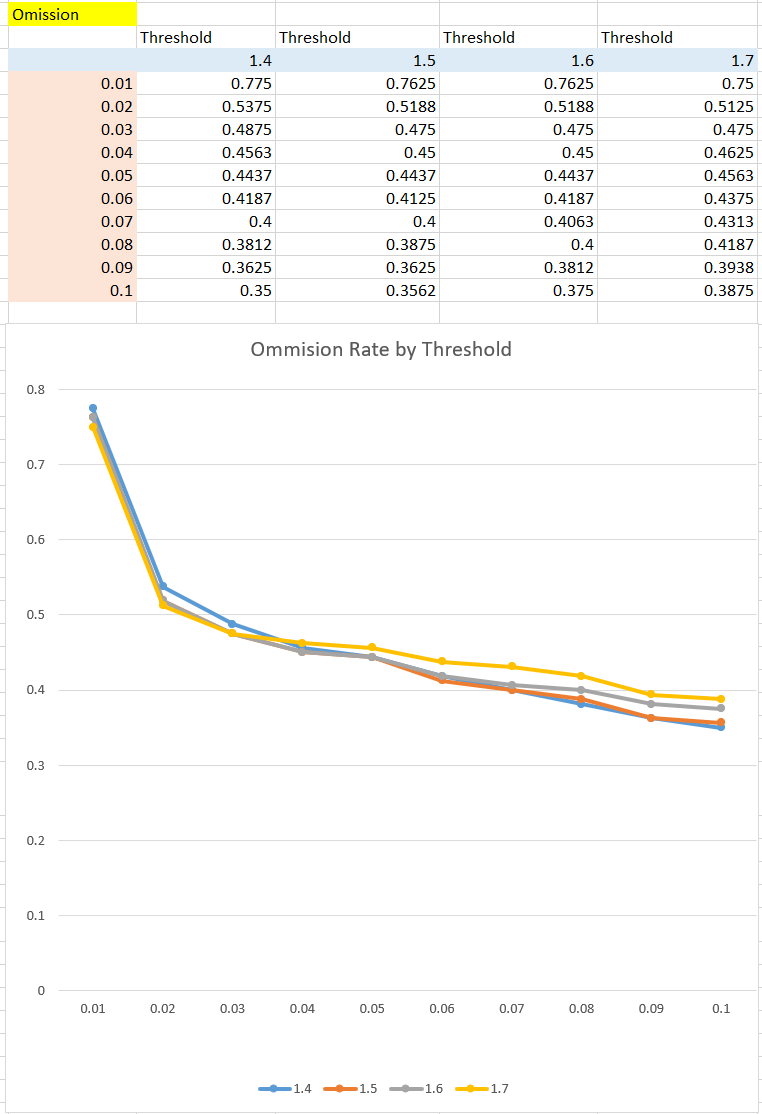 Omission
Threshold Threshold Threshold Threshold
1.4 1.5 1.6 1.7
0.01 0.775 0.7625 0.7625 0.75
0.02 0.5375 0.5188 0.5188 0.5125
0.03 0.4875 0.475 0.475 0.475
0.04 0.4563 0.45 0.45 0.4625
0.05 0.4437 0.4437 0.4437 0.4563
0.06 0.4187 0.4125 0.4187 0.4375
0.07 0.4 0.4 0.4063 0.4313
0.08 0.3812 0.3875 0.4 0.4187
0.09 0.3625 0.3625 0.3812 0.3938
0.1 0.35 0.3562 0.375 0.3875
Ommision Rate by Threshold
0.8
0.7
0.6
0.5
0.4
0.3
0.2
0.1
0
0.01 0.02 0.03 0.04 0.05 0.06 0.07 0.08 0.09 0.1
1.4 1.5 1.6 1.7